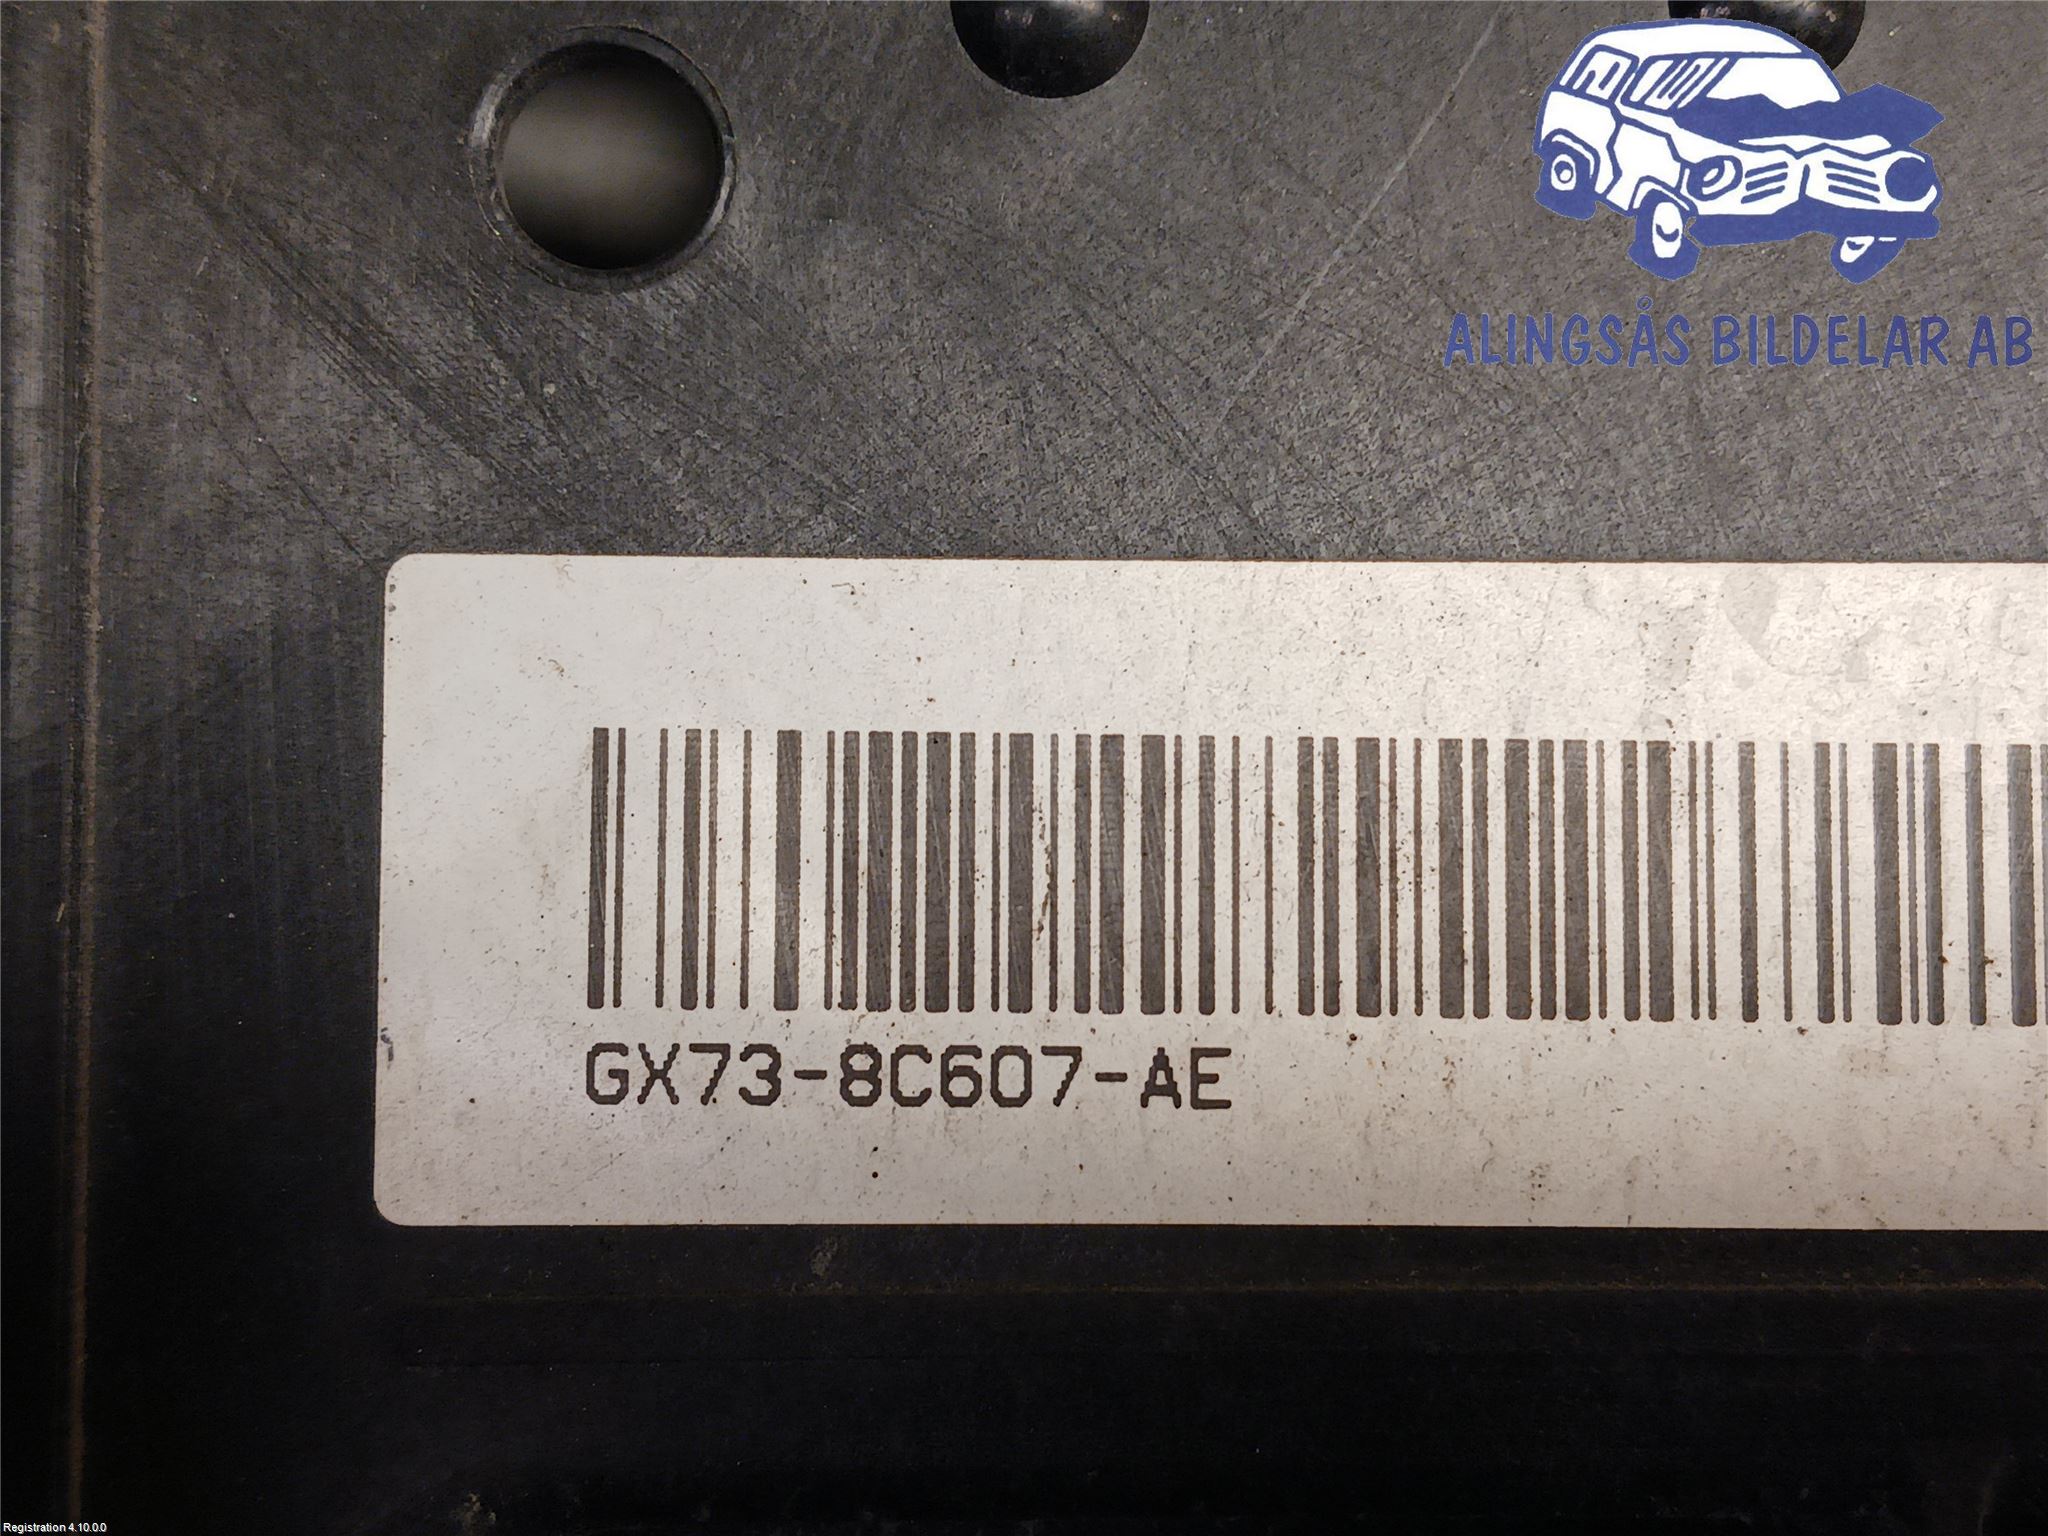 ALINGSÅS BILDELAR AB
GX73-8C607-AE
Registration 4.10.0.0